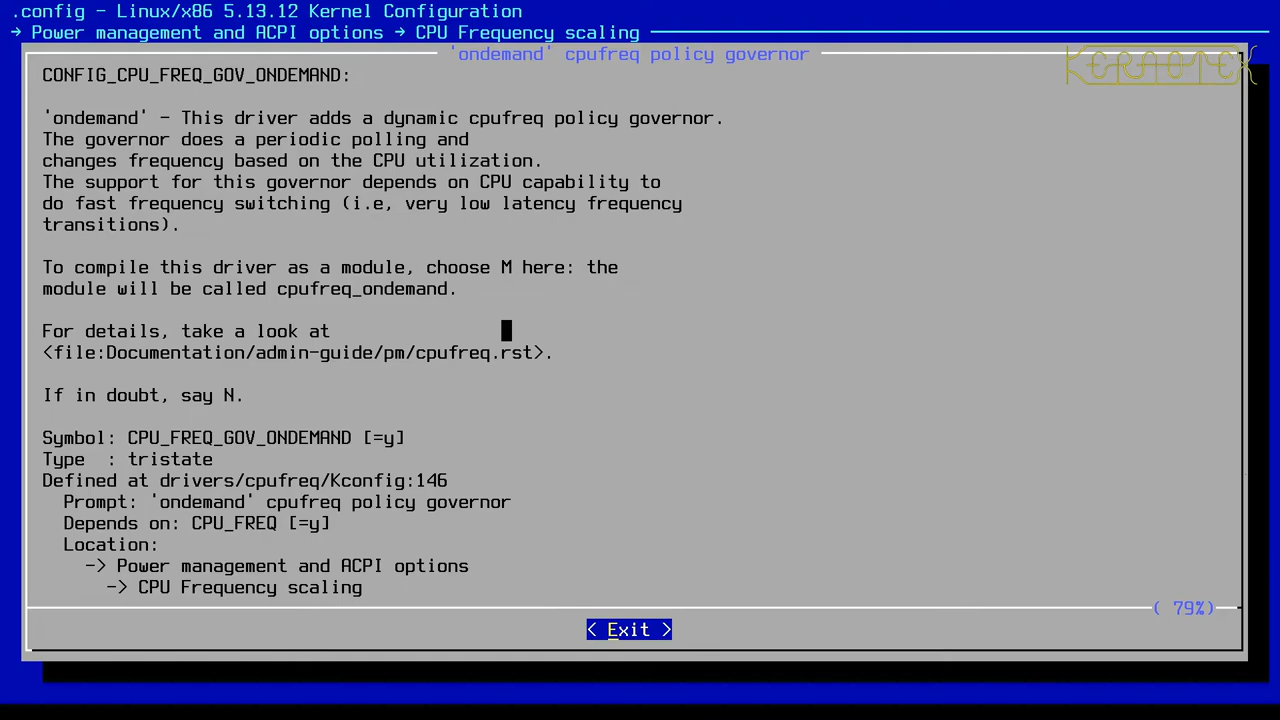 .config - Linux/x86 5.13.12 Kernel Configuration
→ Power management and ACPI options → CPU Frequency scaling
'ondemand' cpufreq policy governor
KERAOTEK
CONFIG_CPU_FREQ_GOV_ONDEMAND:
'ondemand' - This driver adds a dynamic cpufreq policy governor.
The governor does a periodic polling and
changes frequency based on the CPU utilization.
The support for this governor depends on CPU capability to
do fast frequency switching (i.e, very low latency frequency
transitions).
To compile this driver as a module, choose M here: the
module will be called cpufreq_ondemand.
For details, take a look at
<file:Documentation/admin-guide/pm/cpufreq.rst>.
If in doubt, say N.
Symbol: CPU_FREQ_GOV_ONDEMAND [=y]
Type  : tristate
Defined at drivers/cpufreq/Kconfig:146
Prompt: 'ondemand' cpufreq policy governor
Depends on: CPU_FREQ [=y]
Location:
-> Power management and ACPI options
-> CPU Frequency scaling
( 79%)
< Exit >